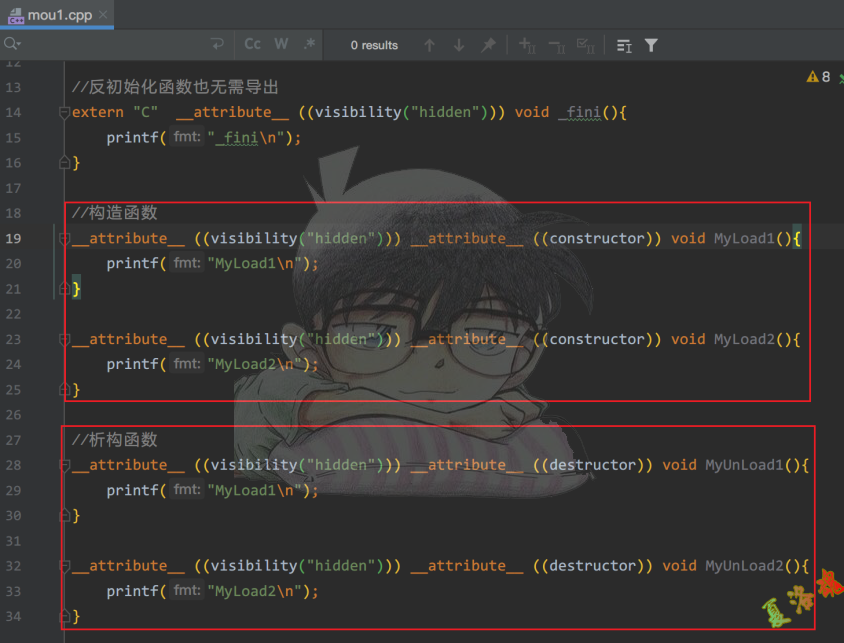 mou1.cpp
Cc W .* 0 results
12
13 //反初始化函数也无需导出 8
14 extern "C" __attribute__ ((visibility("hidden"))) void _fini(){
15 printf( fmt: "_fini\n");
16 }
17
18 //构造函数
19 __attribute__ ((visibility("hidden"))) __attribute__ ((constructor)) void MyLoad1(){
20 printf( fmt: "MyLoad1\n");
21 }
22
23 __attribute__ ((visibility("hidden"))) __attribute__ ((constructor)) void MyLoad2(){
24 printf( fmt: "MyLoad2\n");
25 }
26
27 //析构函数
28 __attribute__ ((visibility("hidden"))) __attribute__ ((destructor)) void MyUnLoad1(){
29 printf( fmt: "MyLoad1\n");
30 }
31
32 __attribute__ ((visibility("hidden"))) __attribute__ ((destructor)) void MyUnLoad2(){
33 printf( fmt: "MyLoad2\n");
34 }